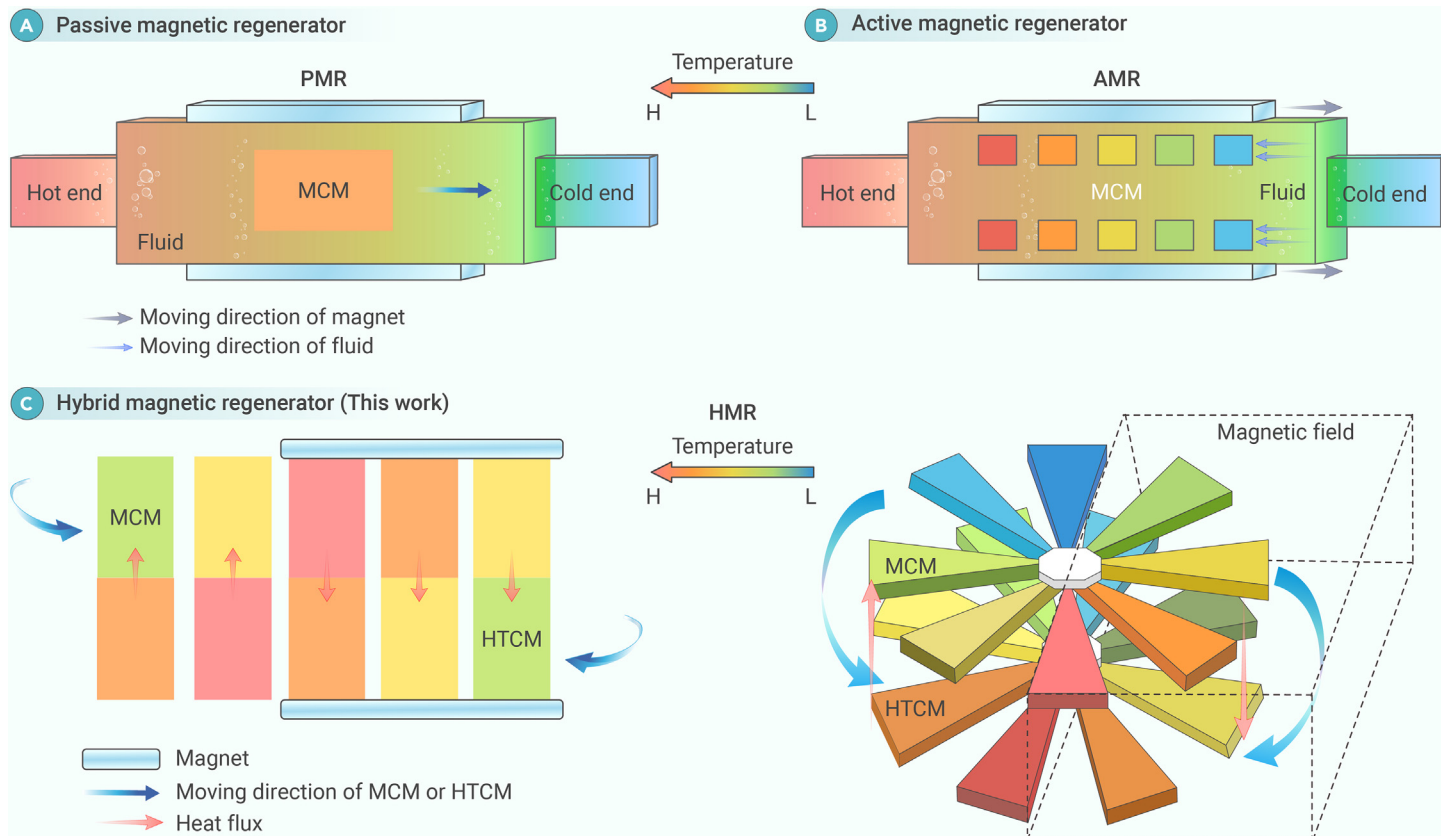 A Passive magnetic regenerator
PMR
Hot end
MCM
Cold end
Fluid
Moving direction of magnet
Moving direction of fluid
Temperature
H L
B Active magnetic regenerator
AMR
Hot end
MCM
Fluid
Cold end
C Hybrid magnetic regenerator (This work)
MCM
HTCM
Magnet
Moving direction of MCM or HTCM
Heat flux
HMR
Temperature
H L
Magnetic field
MCM
HTCM